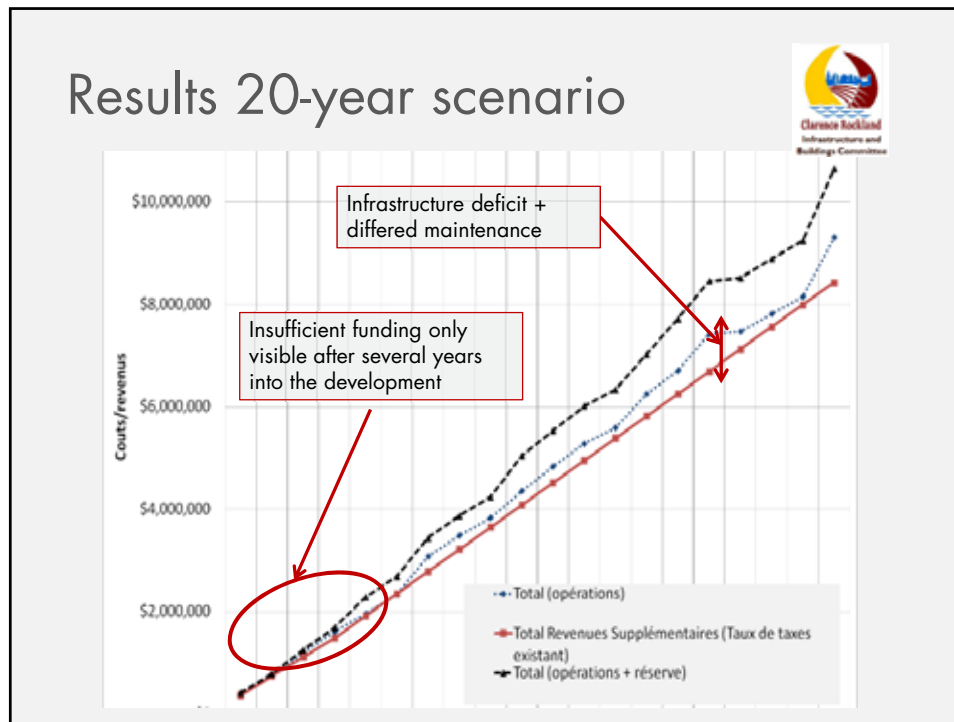 Results 20-year scenario
Clarence Rockland
Infrastructure and
Buildings Committee
$10,000,000
$8,000,000
$6,000,000
$4,000,000
$2,000,000
Couts/revenus
Infrastructure deficit +
differed maintenance
Insufficient funding only
visible after several years
into the development
Total (opérations)
Total Revenues Supplémentaires (Taux de taxes
existant)
Total (opérations + réserve)